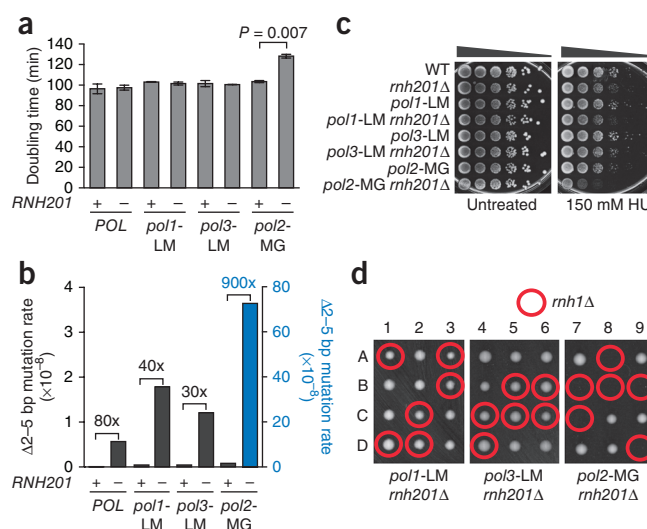 a
Doubling time (min)
140
120
100
80
60
40
20
0
P = 0.007
RNH201 + − + − + − + −
POL pol1-LM pol3-LM pol2-MG
b
Δ2–5 bp mutation rate (×10⁻⁸)
4
3
2
1
0
80x
40x
30x
900x
80
60
40
20
0
Δ2–5 bp mutation rate (×10⁻⁸)
RNH201 + − + − + − + −
POL pol1-LM pol3-LM pol2-MG
c
WT
rnh201Δ
pol1-LM
pol1-LM rnh201Δ
pol3-LM
pol3-LM rnh201Δ
pol2-MG
pol2-MG rnh201Δ
Untreated 150 mM HU
d
rnh1Δ
1 2 3 4 5 6 7 8 9
A
B
C
D
pol1-LM pol3-LM pol2-MG
rnh201Δ rnh201Δ rnh201Δ